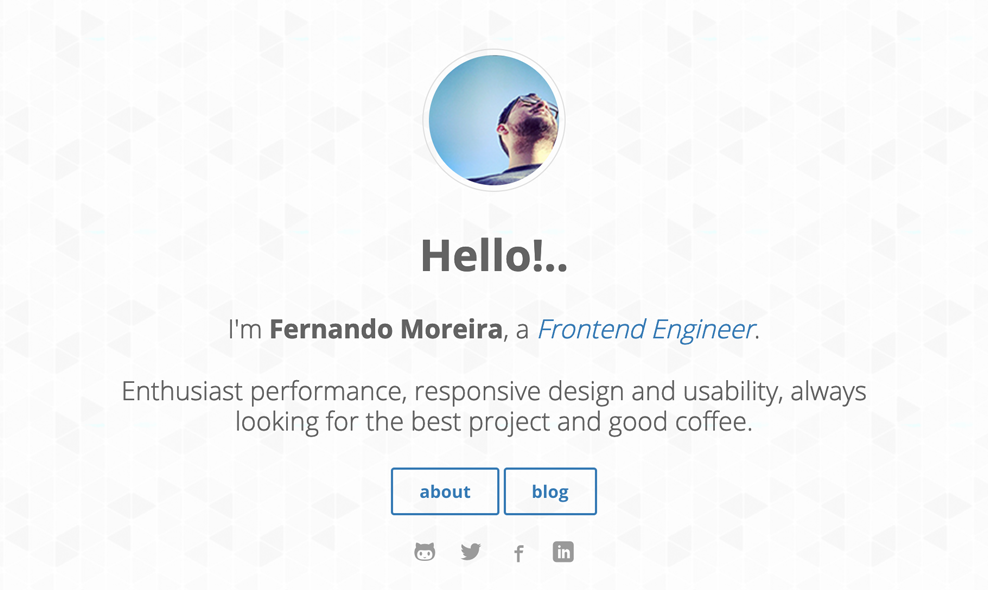 Hello!..
I'm Fernando Moreira, a Frontend Engineer.
Enthusiast performance, responsive design and usability, always
looking for the best project and good coffee.
about blog
f in